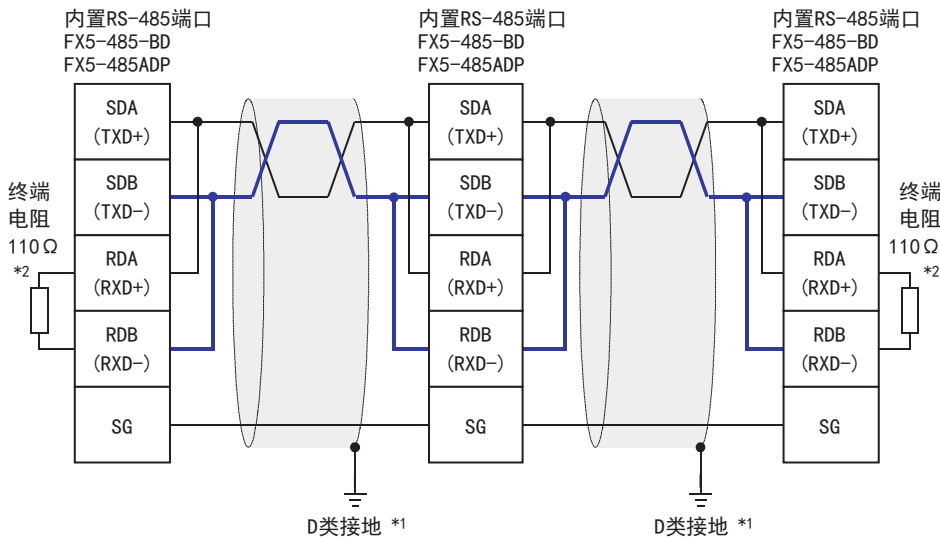 内置RS-485端口
FX5-485-BD
FX5-485ADP
内置RS-485端口
FX5-485-BD
FX5-485ADP
内置RS-485端口
FX5-485-BD
FX5-485ADP
终端
电阻
110Ω
*2
SDA
(TXD+)
SDB
(TXD-)
RDA
(RXD+)
RDB
(RXD-)
SG
SDA
(TXD+)
SDB
(TXD-)
RDA
(RXD+)
RDB
(RXD-)
SG
SDA
(TXD+)
SDB
(TXD-)
RDA
(RXD+)
RDB
(RXD-)
SG
终端
电阻
110Ω
*2
D类接地 *1
D类接地 *1